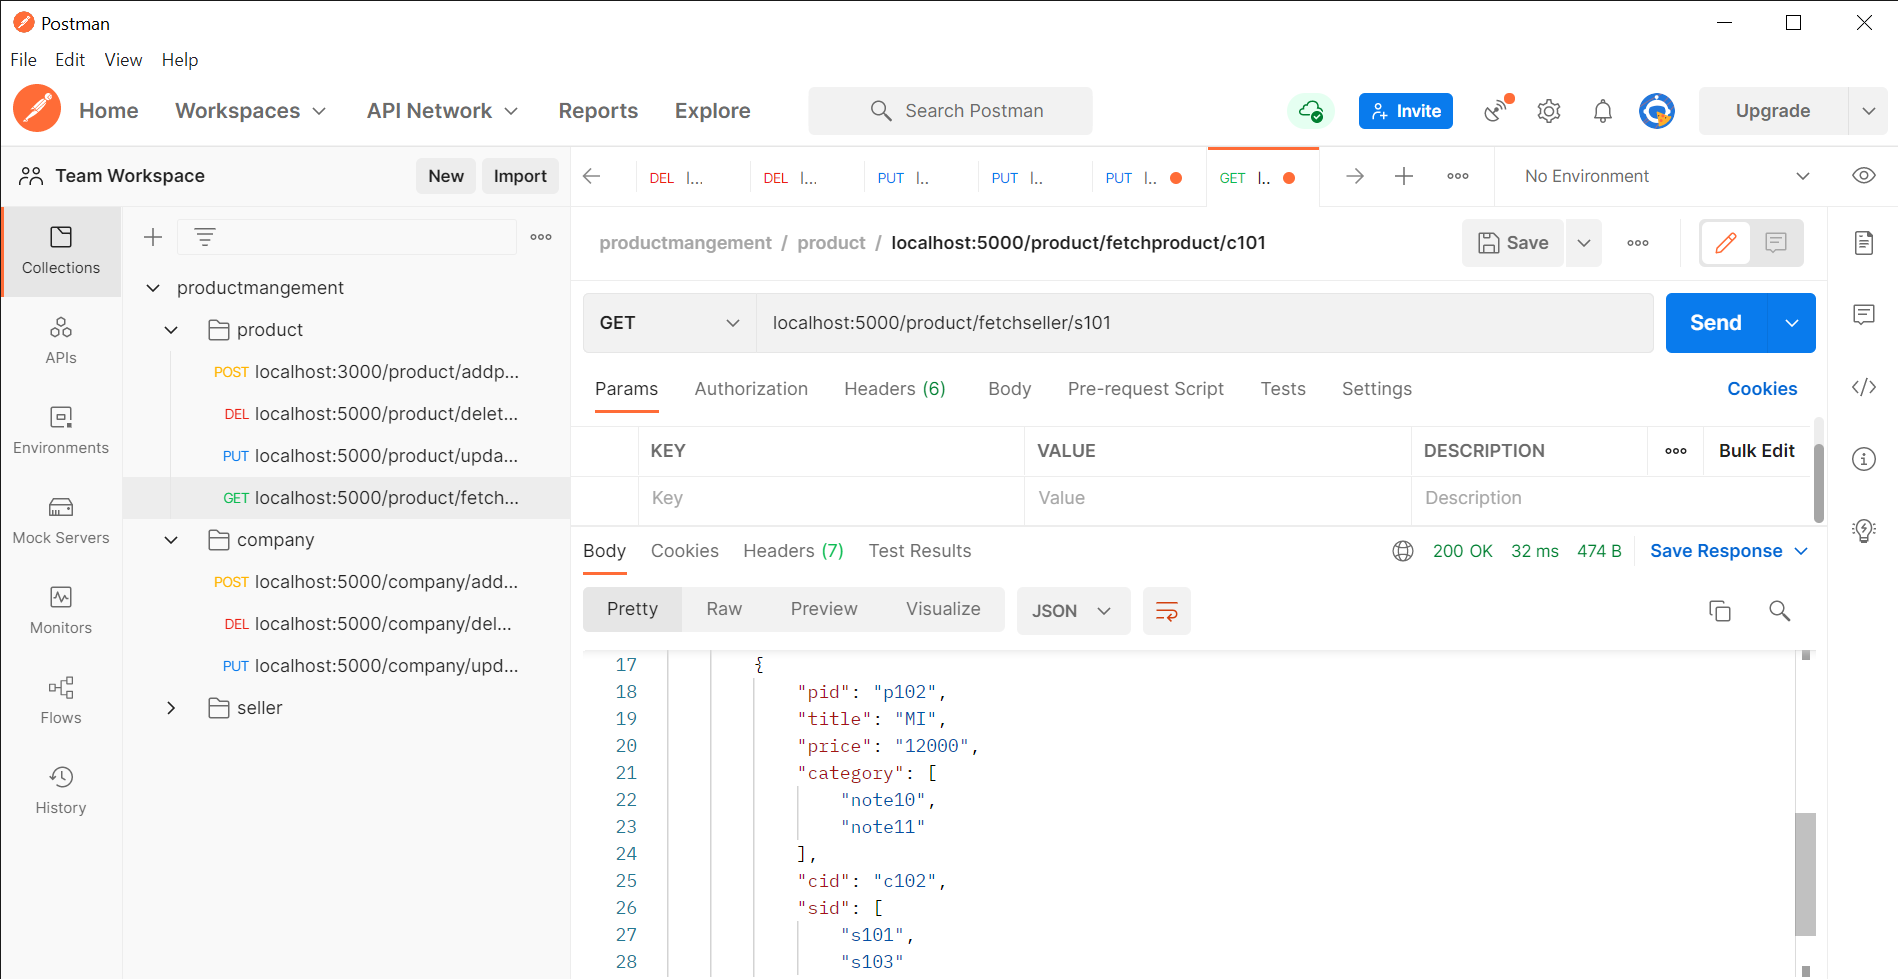 Postman
File Edit View Help
Home Workspaces API Network Reports Explore Search Postman Invite Upgrade
Team Workspace New Import
DEL l... DEL l... PUT l.. PUT l.. PUT l.. GET l.. No Environment
Collections
APIs
Environments
Mock Servers
Monitors
Flows
History
productmangement
product
POST localhost:3000/product/addp...
DEL localhost:5000/product/delet...
PUT localhost:5000/product/upda...
GET localhost:5000/product/fetch...
company
POST localhost:5000/company/add...
DEL localhost:5000/company/del...
PUT localhost:5000/company/upd...
seller
productmangement / product / localhost:5000/product/fetchproduct/c101 Save
GET localhost:5000/product/fetchseller/s101 Send
Params Authorization Headers (6) Body Pre-request Script Tests Settings Cookies
KEY VALUE DESCRIPTION Bulk Edit
Key Value Description
Body Cookies Headers (7) Test Results 200 OK 32 ms 474 B Save Response
Pretty Raw Preview Visualize JSON
17 {
18 "pid": "p102",
19 "title": "MI",
20 "price": "12000",
21 "category": [
22 "note10",
23 "note11"
24 ],
25 "cid": "c102",
26 "sid": [
27 "s101",
28 "s103"